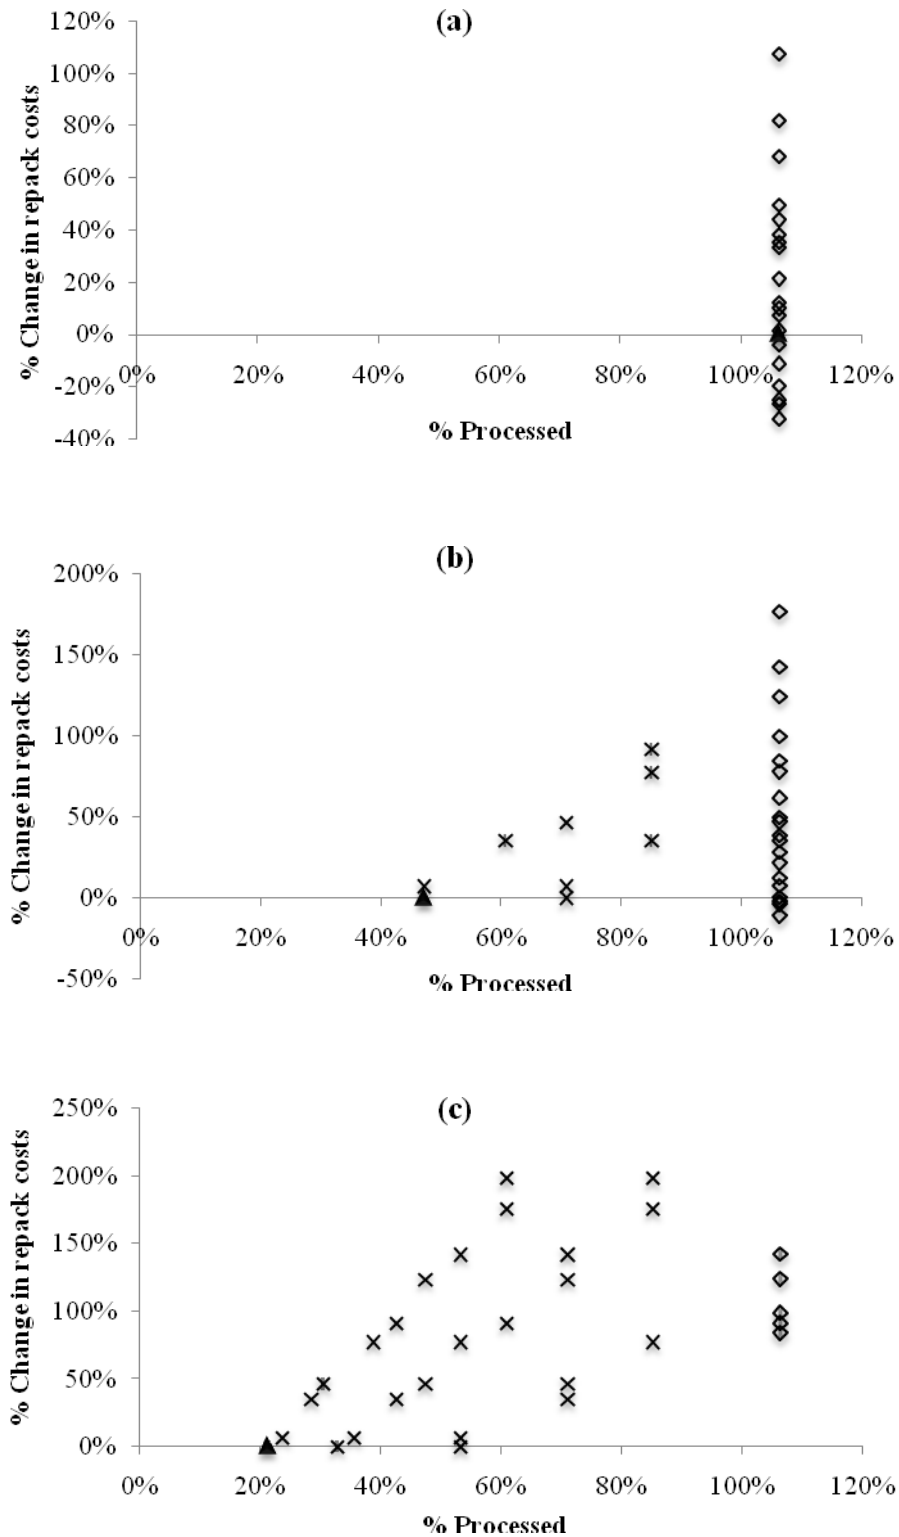 (a)
120%
100%
80%
60%
40%
20%
0%
-20%
-40%
% Change in repack costs
0% 20% 40% 60% 80% 100% 120%
% Processed
(b)
200%
150%
100%
50%
0%
-50%
% Change in repack costs
0% 20% 40% 60% 80% 100% 120%
% Processed
(c)
250%
200%
150%
100%
50%
0%
% Change in repack costs
0% 20% 40% 60% 80% 100% 120%
% Processed